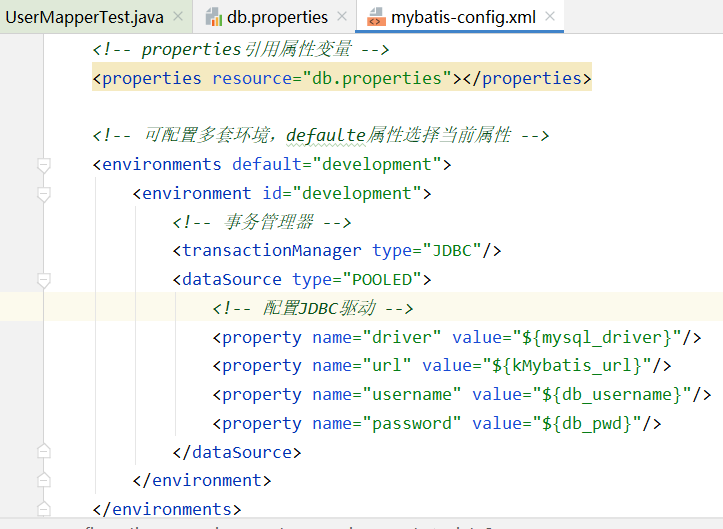 UserMapperTest.java × db.properties × mybatis-config.xml ×
<!-- properties引用属性变量 -->
<properties resource="db.properties"></properties>
<!-- 可配置多套环境，defaulte属性选择当前属性 -->
<environments default="development">
<environment id="development">
<!-- 事务管理器 -->
<transactionManager type="JDBC"/>
<dataSource type="POOLED">
<!-- 配置JDBC驱动 -->
<property name="driver" value="${mysql_driver}"/>
<property name="url" value="${kMybatis_url}"/>
<property name="username" value="${db_username}"/>
<property name="password" value="${db_pwd}"/>
</dataSource>
</environment>
</environments>